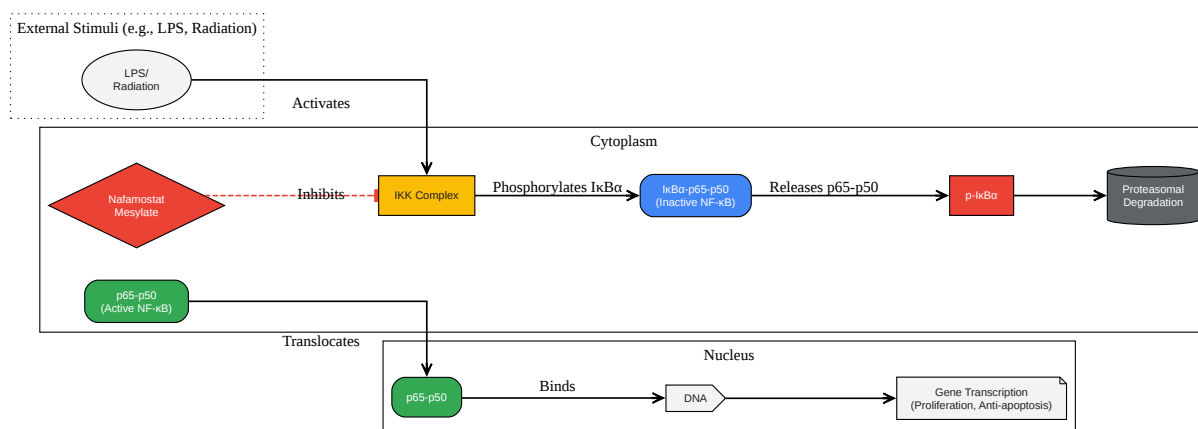 External Stimuli (e.g., LPS, Radiation)
LPS/
Radiation
Activates
Cytoplasm
Nafamostat
Mesylate
Inhibits
IKK Complex
Phosphorylates IκBα
IκBα-p65-p50
(Inactive NF-κB)
Releases p65-p50
p-IκBα
Proteasomal
Degradation
p65-p50
(Active NF-κB)
Translocates
Nucleus
p65-p50
Binds
DNA
Gene Transcription
(Proliferation, Anti-apoptosis)